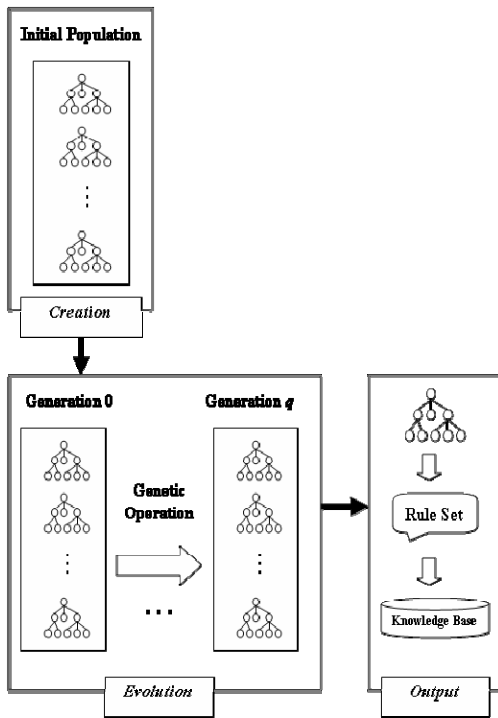 Initial Population
Creation
Generation 0
Generation q
Genetic
Operation
Evolution
Rule Set
Knowledge Base
Output